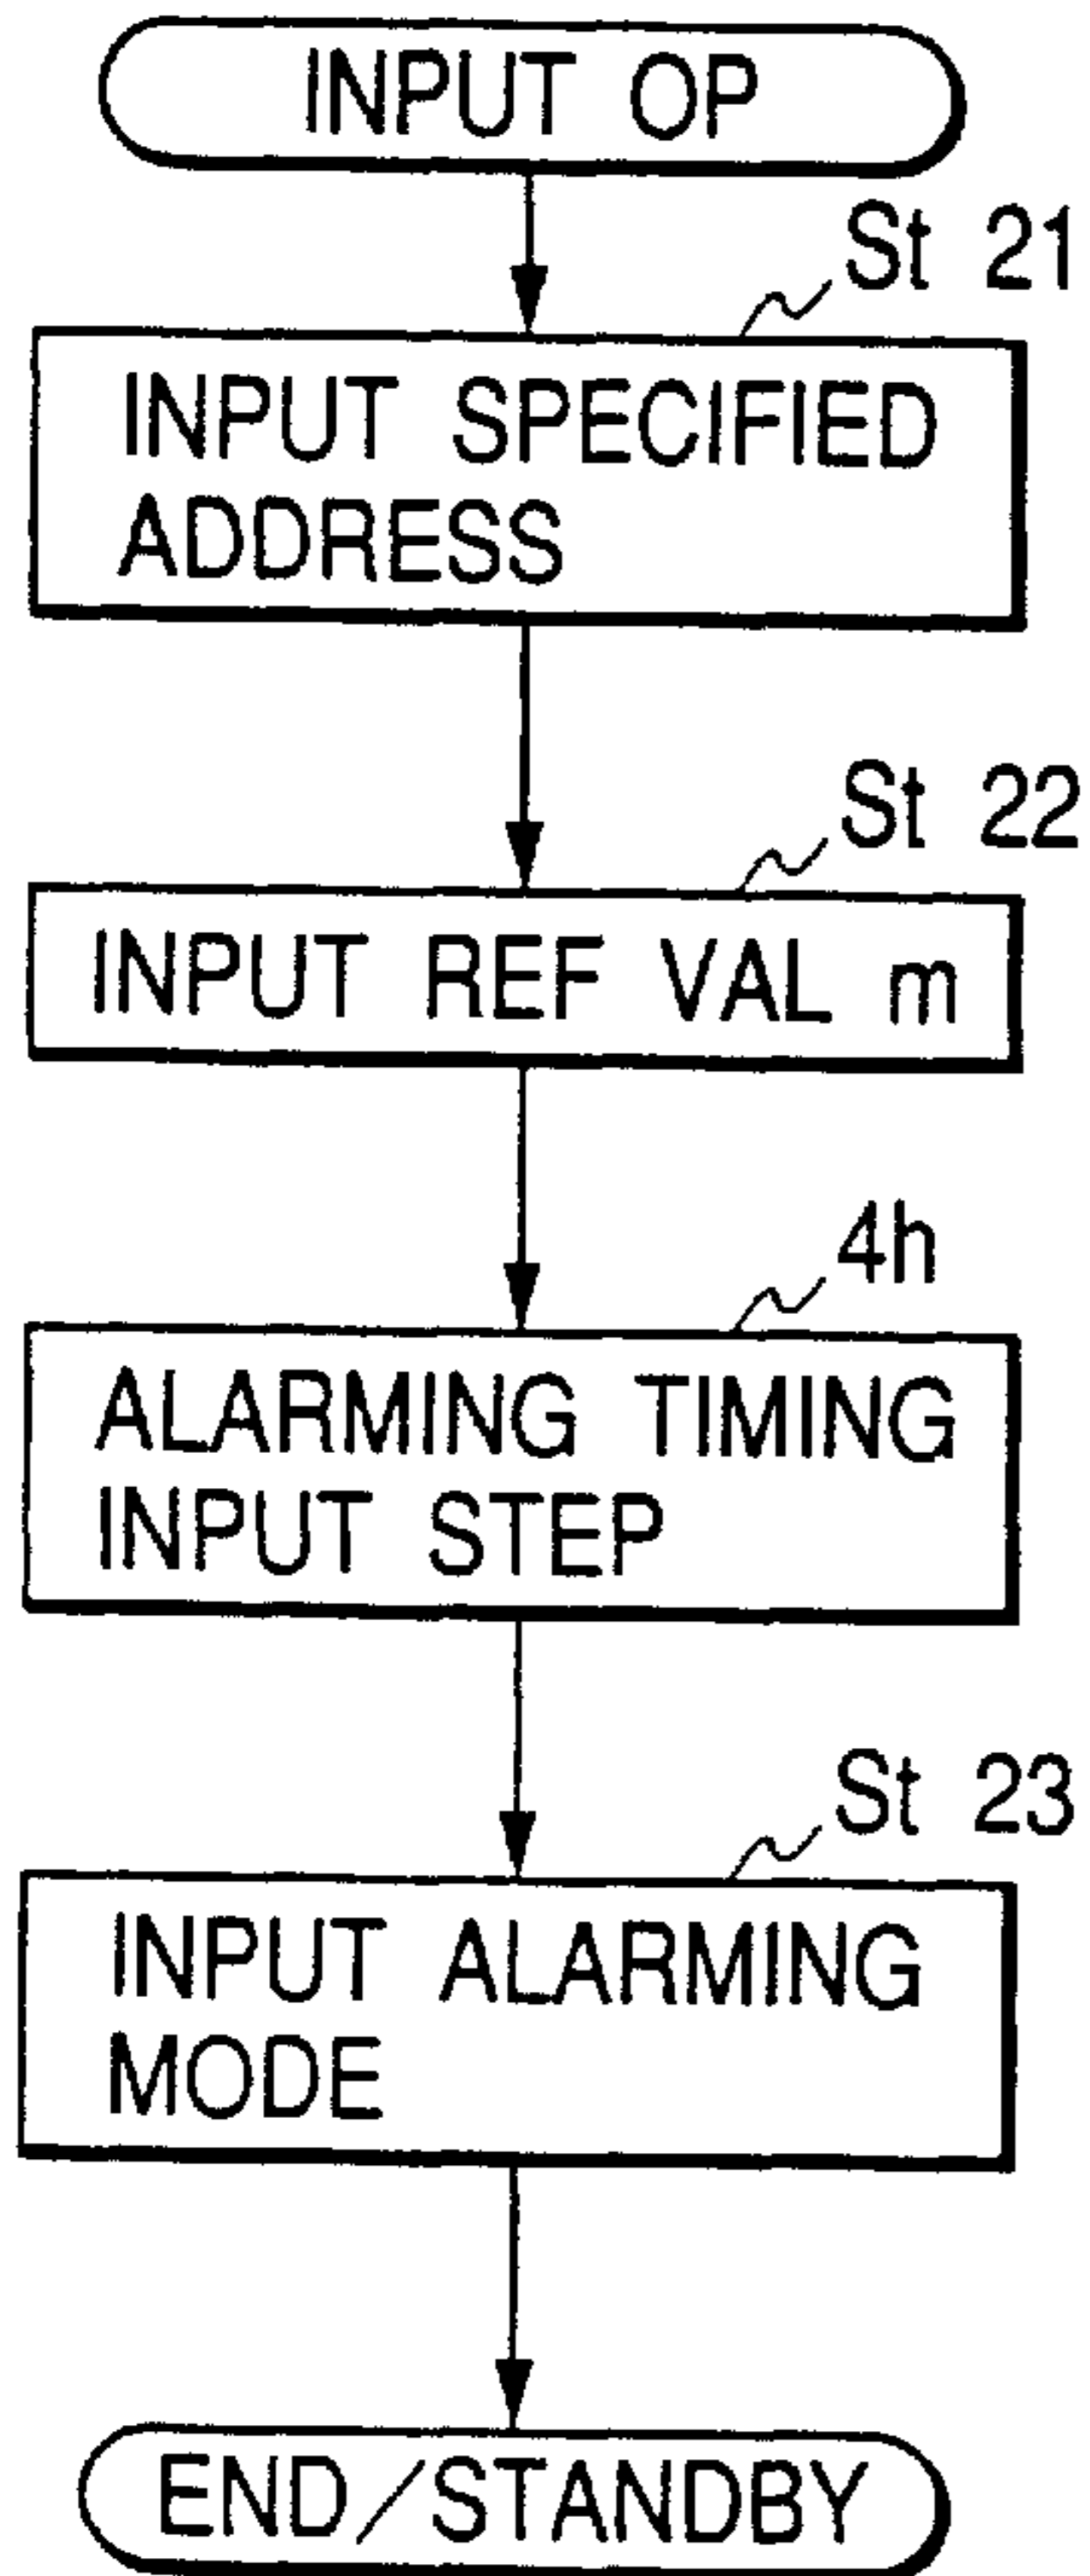 INPUT OP
St 21
INPUT SPECIFIED
ADDRESS
St 22
INPUT REF VAL m
4h
ALARMING TIMING
INPUT STEP
St 23
INPUT ALARMING
MODE
END/STANDBY